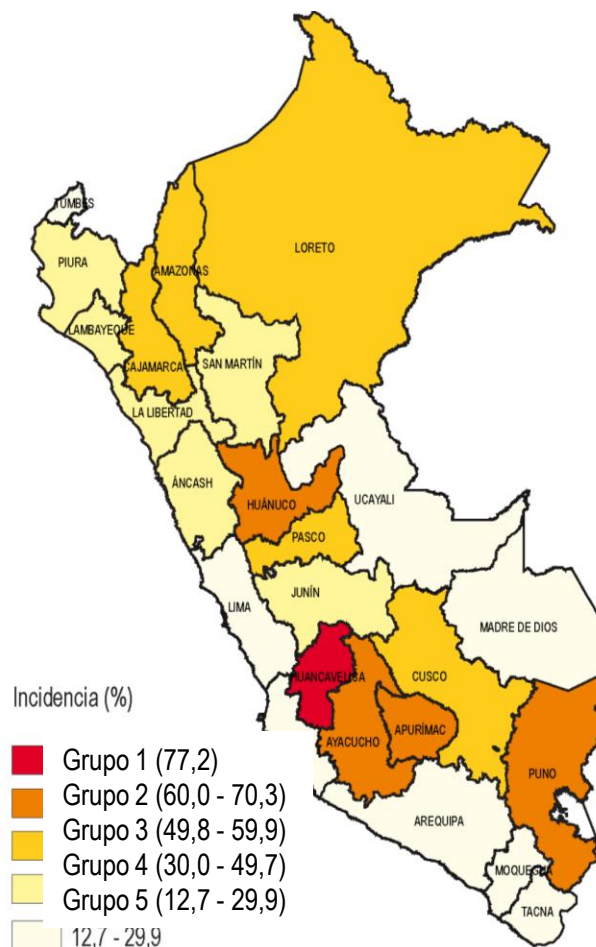 TUMBES
PIURA
LORETO
AMAZONAS
LAMBAYEQUE
CAJAMARCA
SAN MARTÍN
LA LIBERTAD
ÁNCASH
HUÁNUCO
UCAYALI
PASCO
LIMA
JUNÍN
MADRE DE DIOS
HUANCAVELICA
CUSCO
AYACUCHO
APURÍMAC
PUNO
AREQUIPA
MOQUEGUA
TACNA
Incidencia (%)
Grupo 1 (77,2)
Grupo 2 (60,0 - 70,3)
Grupo 3 (49,8 - 59,9)
Grupo 4 (30,0 - 49,7)
Grupo 5 (12,7 - 29,9)
12,7 - 29,9